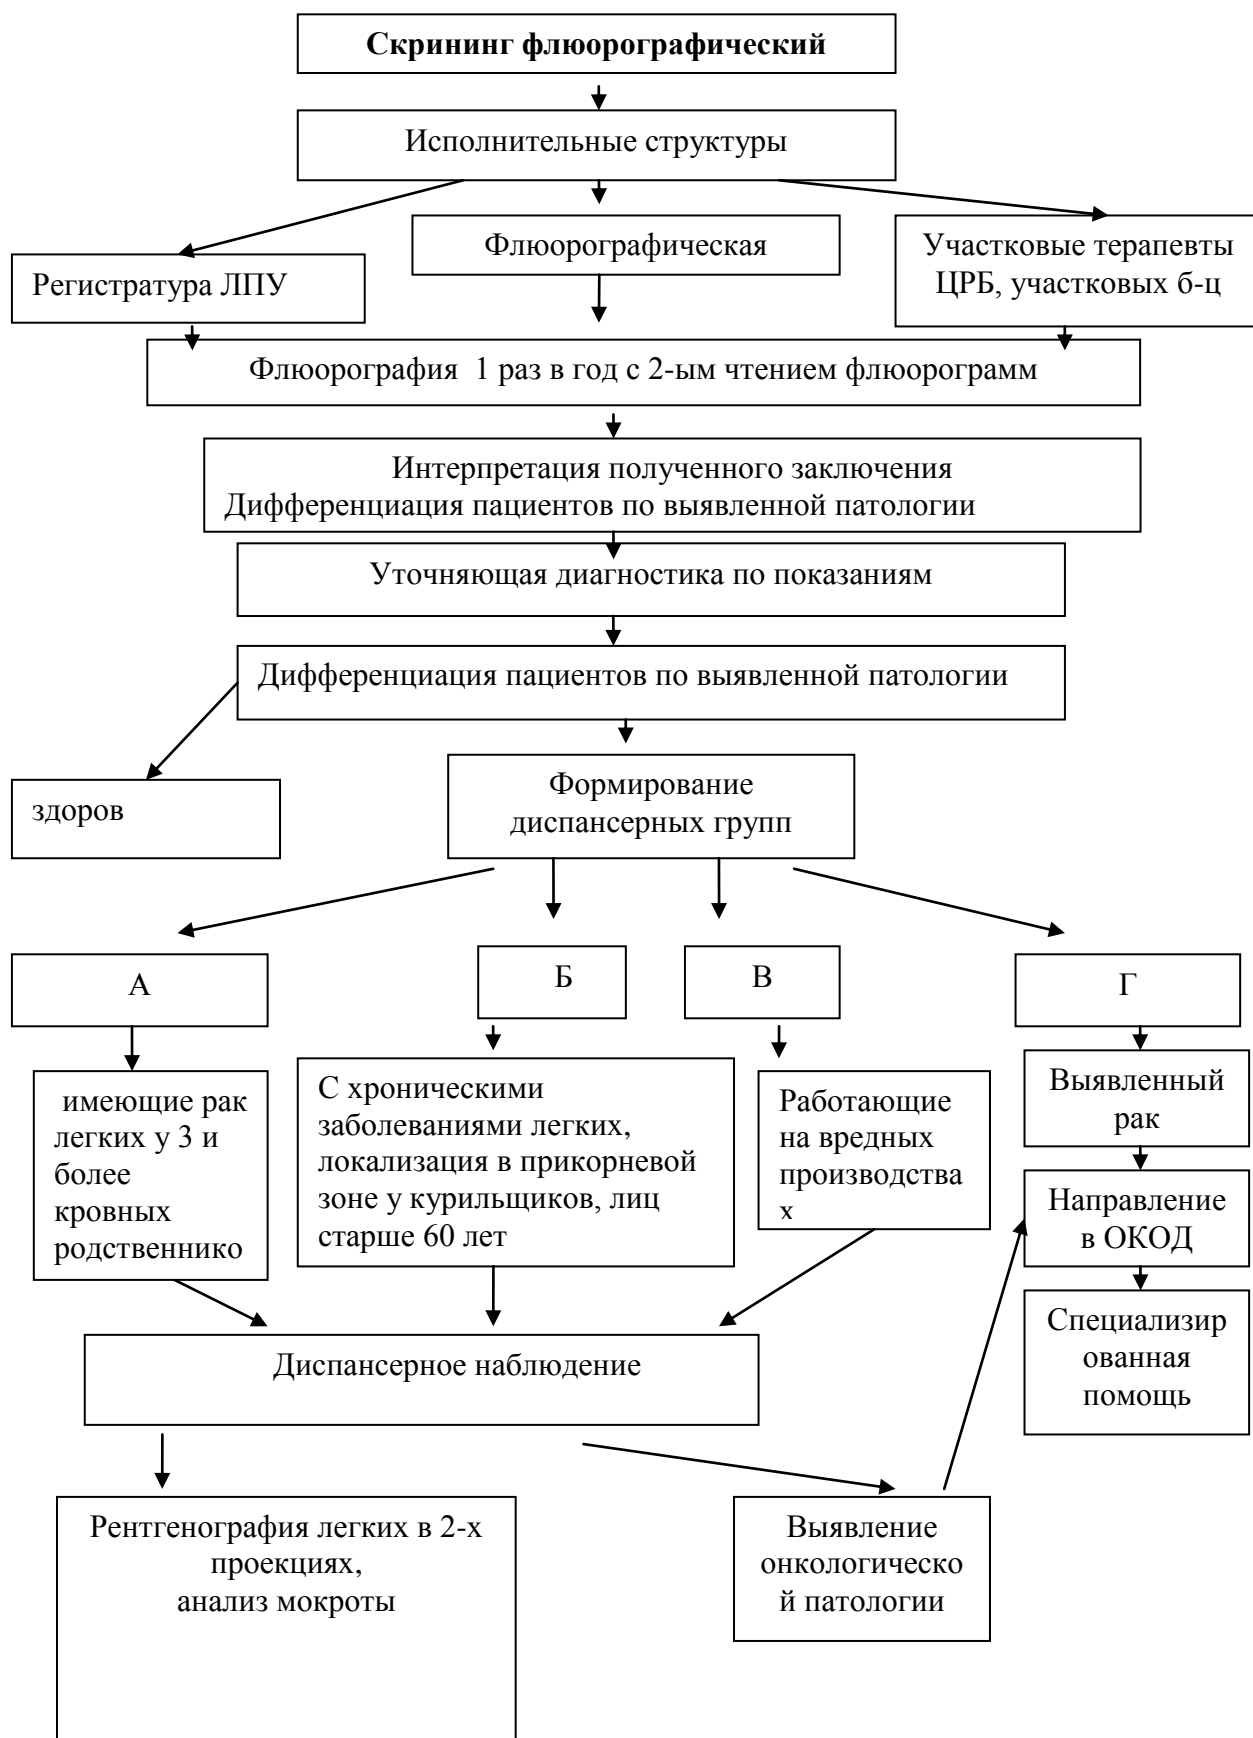 Скрининг флюорографический
Исполнительные структуры
Регистратура ЛПУ
Флюорографическая
Участковые терапевты
ЦРБ, участковых б-ц
Флюорография 1 раз в год с 2-ым чтением флюорограмм
Интерпретация полученного заключения
Дифференциация пациентов по выявленной патологии
Уточняющая диагностика по показаниям
Дифференциация пациентов по выявленной патологии
здоров
Формирование
диспансерных групп
А
Б
В
Г
имеющие рак
легких у 3 и
более
кровных
родственнико
С хроническими
заболеваниями легких,
локализация в прикорневой
зоне у курильщиков, лиц
старше 60 лет
Работающие
на вредных
производства
х
Выявленный
рак
Направление
в ОКОД
Специализир
ованная
помощь
Диспансерное наблюдение
Рентгенография легких в 2-х
проекциях,
анализ мокроты
Выявление
онкологическо
й патологии